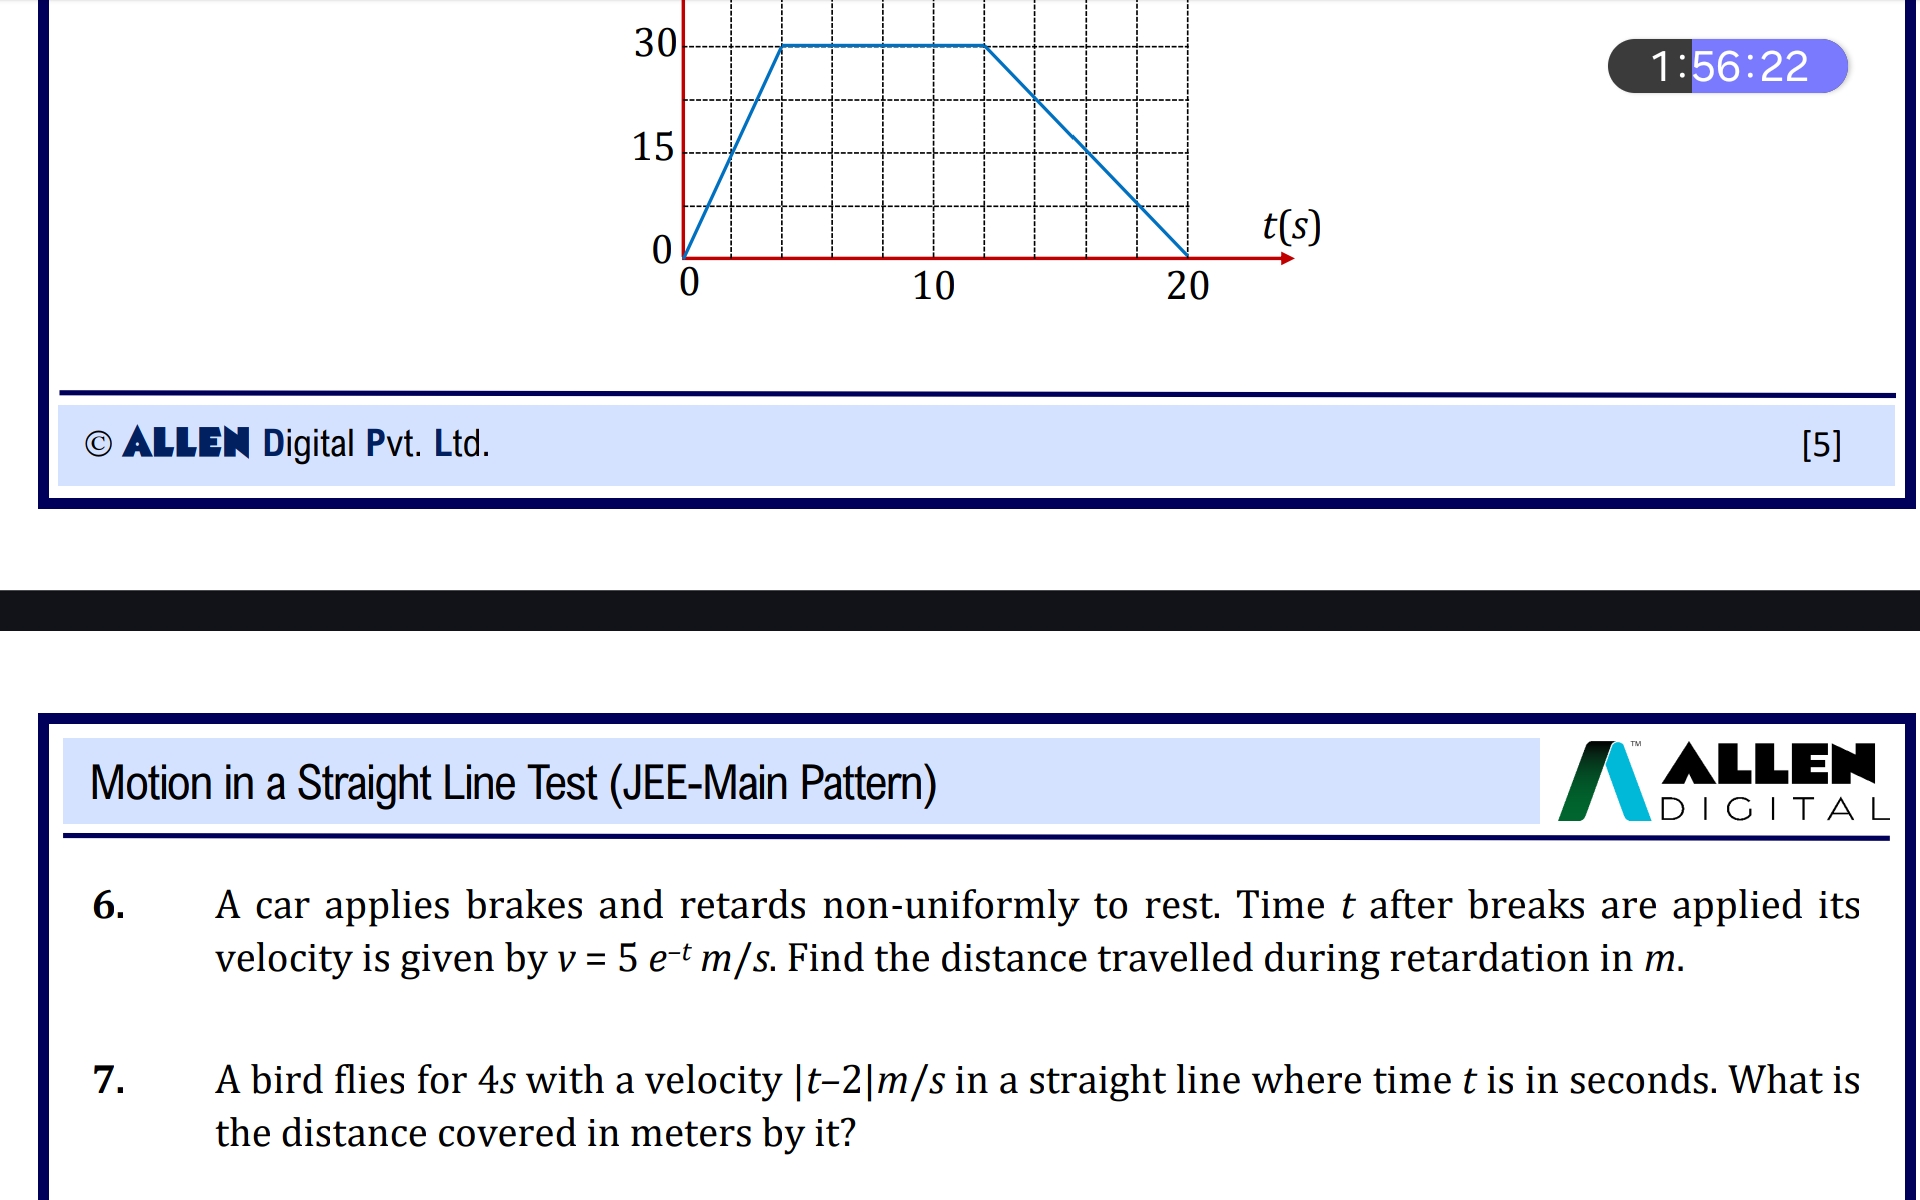 30
1:56:22
15
t(s)
0
0 10 20
© ALLEN Digital Pvt. Ltd. [5]
Motion in a Straight Line Test (JEE-Main Pattern)
TM
ALLEN
DIGITAL
6. A car applies brakes and retards non-uniformly to rest. Time t after breaks are applied its
velocity is given by v = 5 e⁻ᵗ m/s. Find the distance travelled during retardation in m.
7. A bird flies for 4s with a velocity |t–2|m/s in a straight line where time t is in seconds. What is
the distance covered in meters by it?